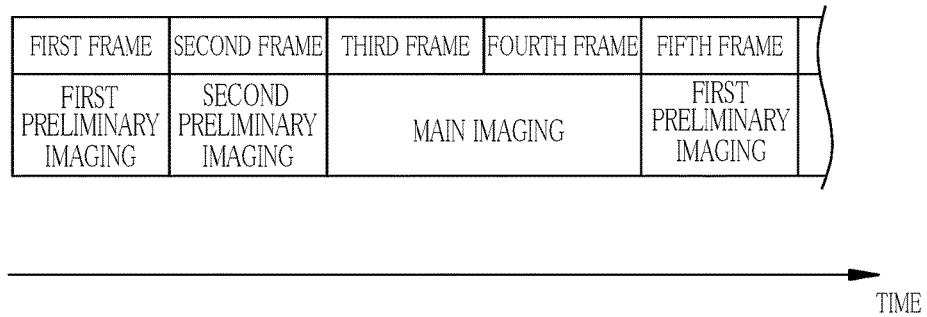 FIRST FRAME
SECOND FRAME
THIRD FRAME
FOURTH FRAME
FIFTH FRAME
FIRST
PRELIMINARY
IMAGING
SECOND
PRELIMINARY
IMAGING
MAIN IMAGING
FIRST
PRELIMINARY
IMAGING
TIME